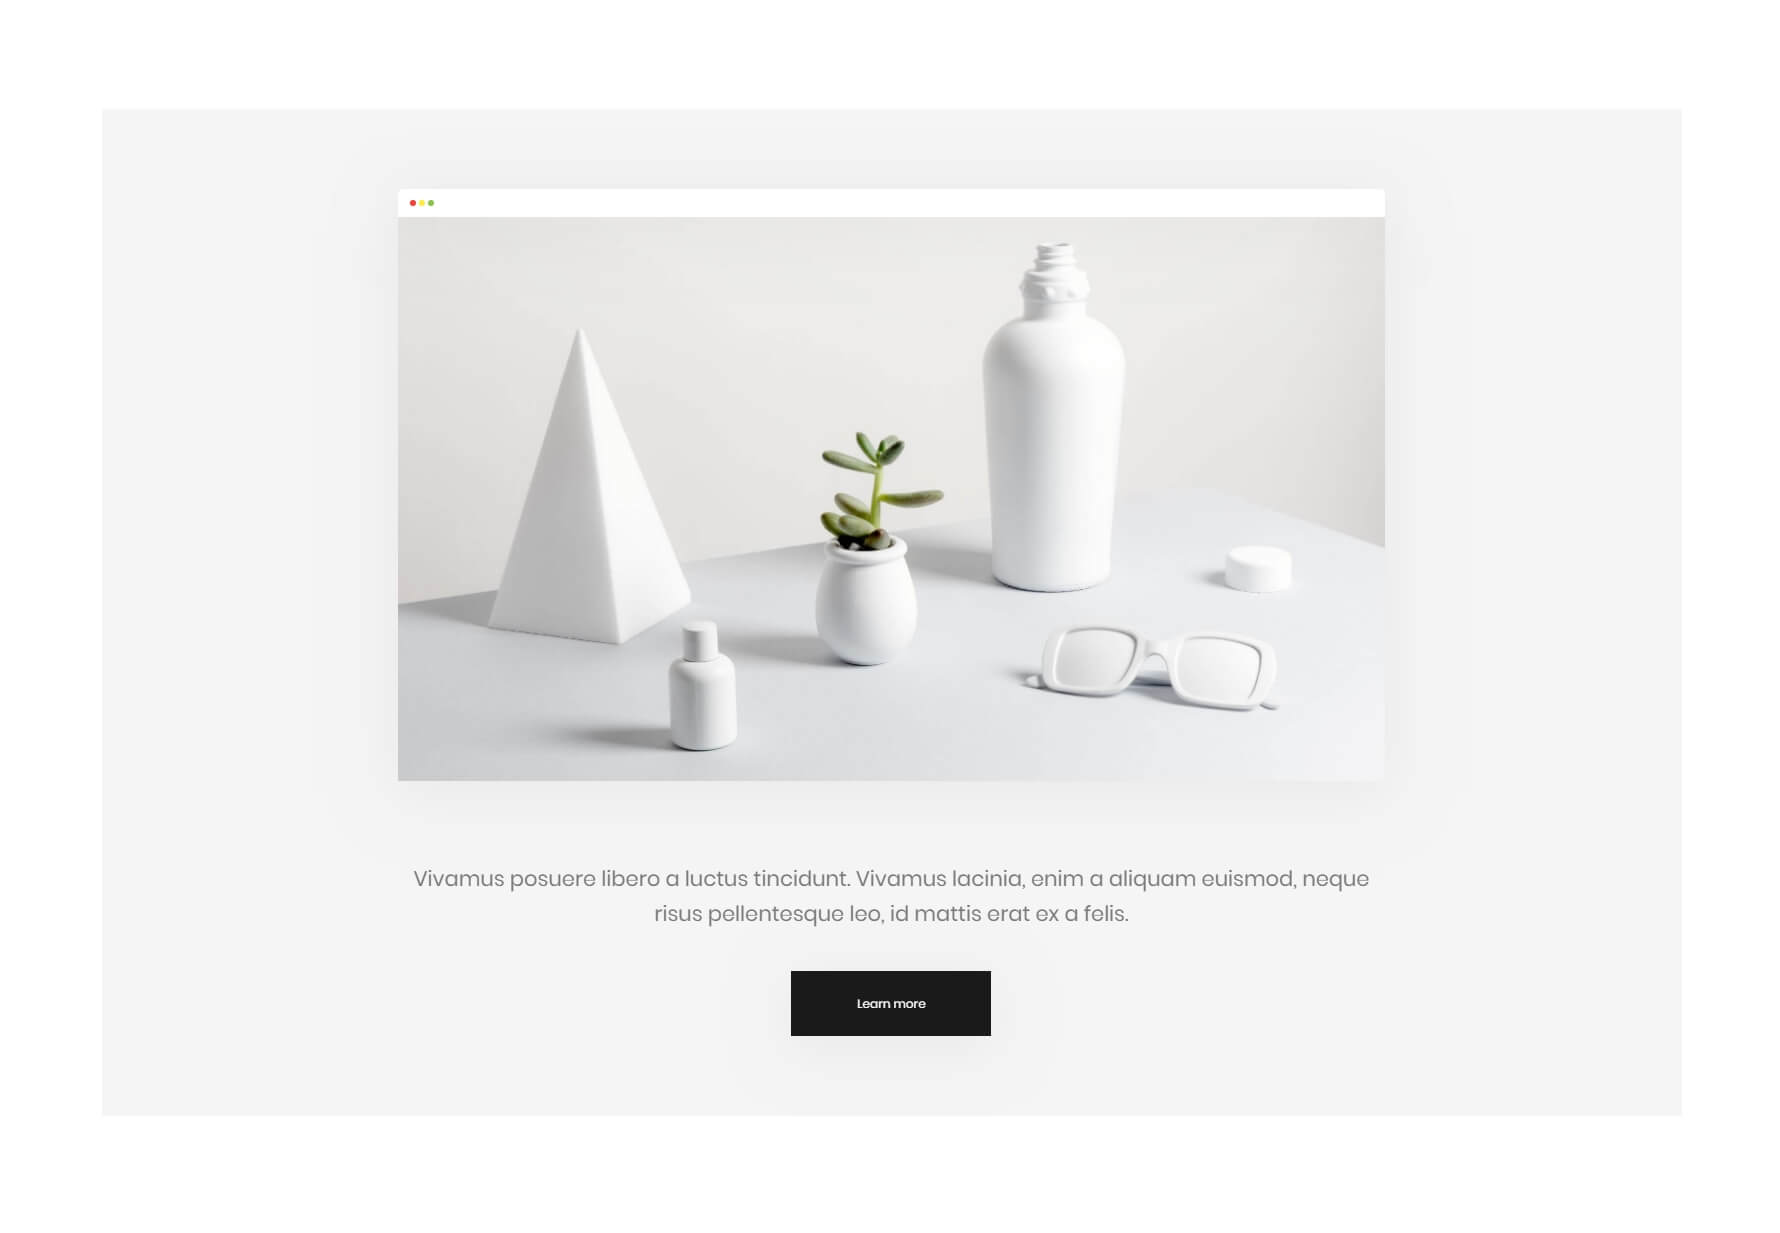 Vivamus posuere libero a luctus tincidunt. Vivamus lacinia, enim a aliquam euismod, neque
risus pellentesque leo, id mattis erat ex a felis.
Learn more